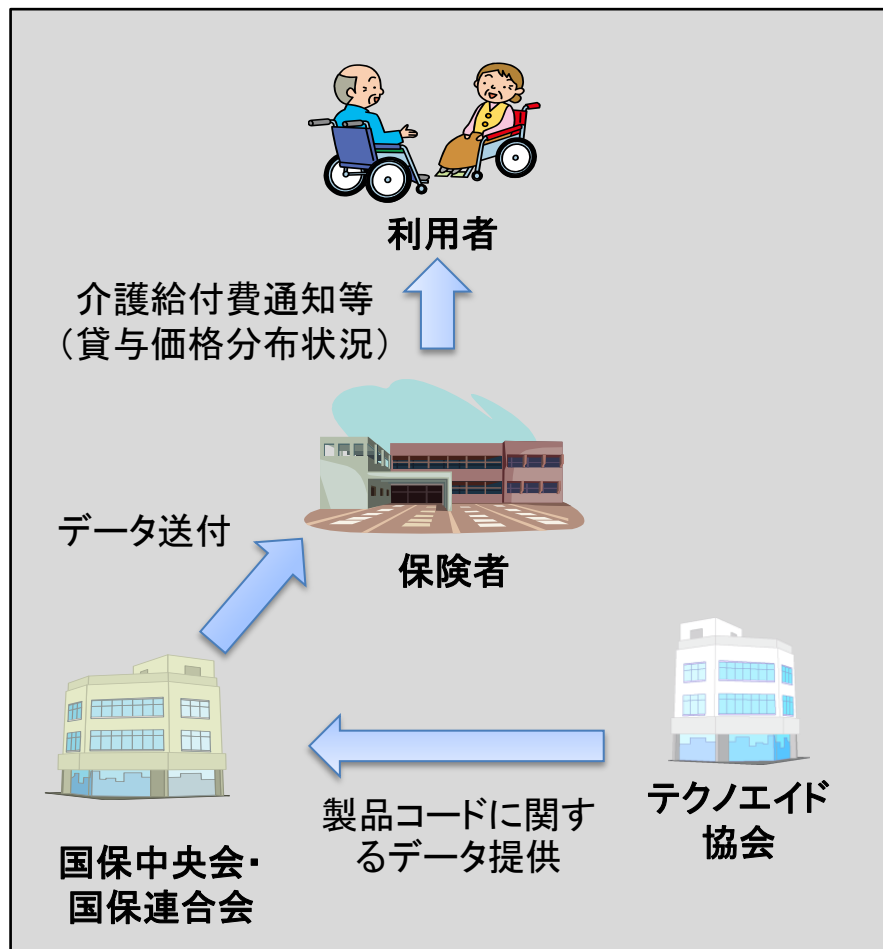 利用者
介護給付費通知等
（貸与価格分布状況）
データ送付
保険者
テクノエイド
協会
製品コードに関す
るデータ提供
国保中央会・
国保連合会